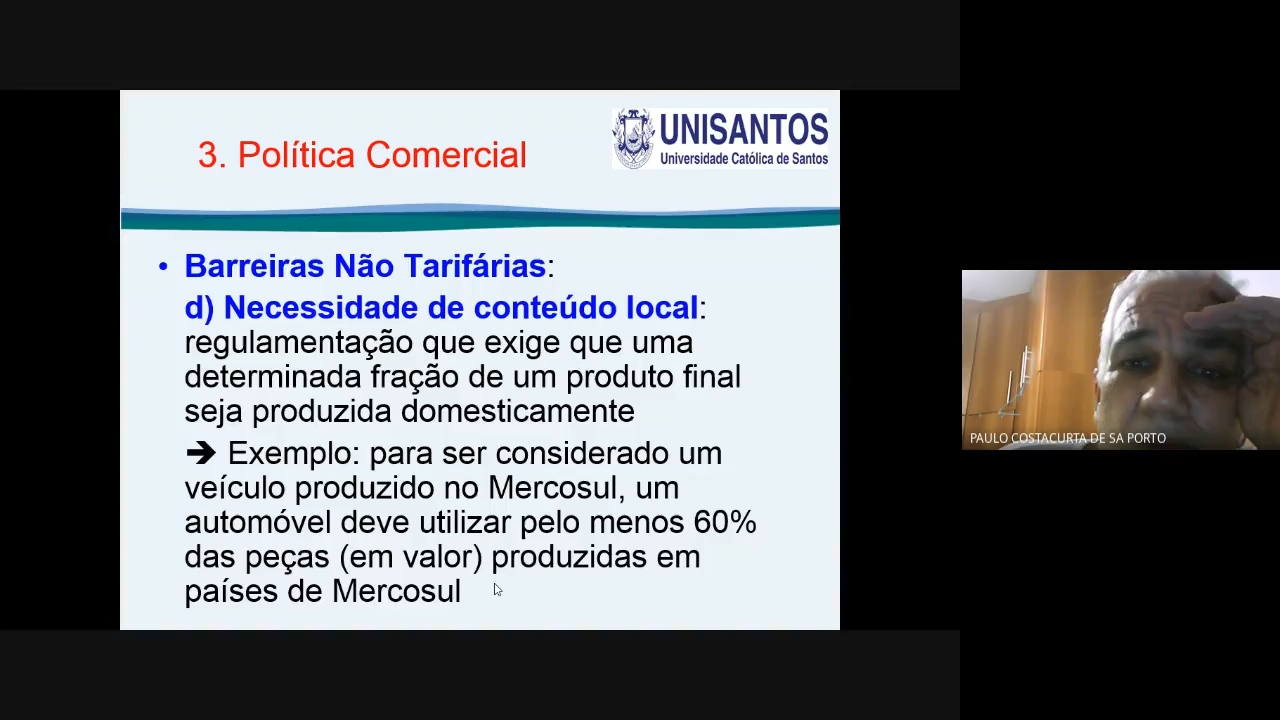 3. Política Comercial
UNISANTOS
Universidade Católica de Santos
• Barreiras Não Tarifárias:
d) Necessidade de conteúdo local:
regulamentação que exige que uma
determinada fração de um produto final
seja produzida domesticamente
➔ Exemplo: para ser considerado um
veículo produzido no Mercosul, um
automóvel deve utilizar pelo menos 60%
das peças (em valor) produzidas em
países de Mercosul
PAULO COSTACURTA DE SA PORTO